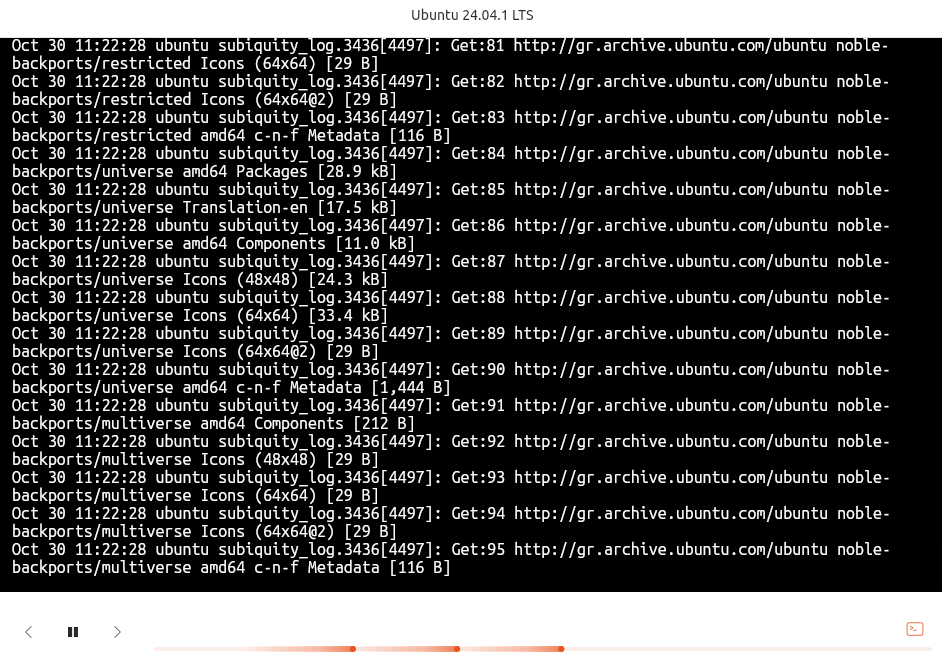 Ubuntu 24.04.1 LTS
Oct 30 11:22:28 ubuntu subiquity_log.3436[4497]: Get:81 http://gr.archive.ubuntu.com/ubuntu noble-
backports/restricted Icons (64x64) [29 B]
Oct 30 11:22:28 ubuntu subiquity_log.3436[4497]: Get:82 http://gr.archive.ubuntu.com/ubuntu noble-
backports/restricted Icons (64x64@2) [29 B]
Oct 30 11:22:28 ubuntu subiquity_log.3436[4497]: Get:83 http://gr.archive.ubuntu.com/ubuntu noble-
backports/restricted amd64 c-n-f Metadata [116 B]
Oct 30 11:22:28 ubuntu subiquity_log.3436[4497]: Get:84 http://gr.archive.ubuntu.com/ubuntu noble-
backports/universe amd64 Packages [28.9 kB]
Oct 30 11:22:28 ubuntu subiquity_log.3436[4497]: Get:85 http://gr.archive.ubuntu.com/ubuntu noble-
backports/universe Translation-en [17.5 kB]
Oct 30 11:22:28 ubuntu subiquity_log.3436[4497]: Get:86 http://gr.archive.ubuntu.com/ubuntu noble-
backports/universe amd64 Components [11.0 kB]
Oct 30 11:22:28 ubuntu subiquity_log.3436[4497]: Get:87 http://gr.archive.ubuntu.com/ubuntu noble-
backports/universe Icons (48x48) [24.3 kB]
Oct 30 11:22:28 ubuntu subiquity_log.3436[4497]: Get:88 http://gr.archive.ubuntu.com/ubuntu noble-
backports/universe Icons (64x64) [33.4 kB]
Oct 30 11:22:28 ubuntu subiquity_log.3436[4497]: Get:89 http://gr.archive.ubuntu.com/ubuntu noble-
backports/universe Icons (64x64@2) [29 B]
Oct 30 11:22:28 ubuntu subiquity_log.3436[4497]: Get:90 http://gr.archive.ubuntu.com/ubuntu noble-
backports/universe amd64 c-n-f Metadata [1,444 B]
Oct 30 11:22:28 ubuntu subiquity_log.3436[4497]: Get:91 http://gr.archive.ubuntu.com/ubuntu noble-
backports/multiverse amd64 Components [212 B]
Oct 30 11:22:28 ubuntu subiquity_log.3436[4497]: Get:92 http://gr.archive.ubuntu.com/ubuntu noble-
backports/multiverse Icons (48x48) [29 B]
Oct 30 11:22:28 ubuntu subiquity_log.3436[4497]: Get:93 http://gr.archive.ubuntu.com/ubuntu noble-
backports/multiverse Icons (64x64) [29 B]
Oct 30 11:22:28 ubuntu subiquity_log.3436[4497]: Get:94 http://gr.archive.ubuntu.com/ubuntu noble-
backports/multiverse Icons (64x64@2) [29 B]
Oct 30 11:22:28 ubuntu subiquity_log.3436[4497]: Get:95 http://gr.archive.ubuntu.com/ubuntu noble-
backports/multiverse amd64 c-n-f Metadata [116 B]